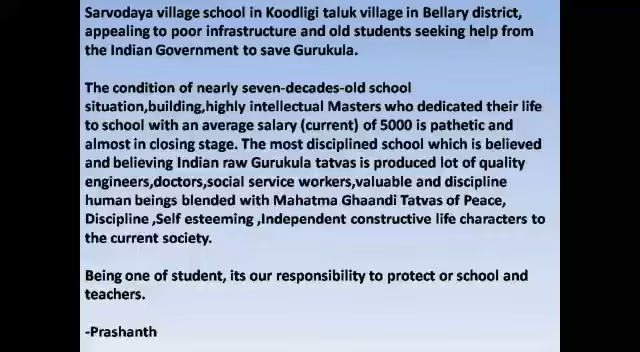 Sarvodaya village school in Koodligi taluk village in Bellary district,
appealing to poor infrastructure and old students seeking help from
the Indian Government to save Gurukula.
The condition of nearly seven-decades-old school
situation,building,highly intellectual Masters who dedicated their life
to school with an average salary (current) of 5000 is pathetic and
almost in closing stage. The most disciplined school which is believed
and believing Indian raw Gurukula tatvas is produced lot of quality
engineers,doctors,social service workers,valuable and discipline
human beings blended with Mahatma Ghaandi Tatvas of Peace,
Discipline ,Self esteeming ,Independent constructive life characters to
the current society.
Being one of student, its our responsibility to protect or school and
teachers.
-Prashanth